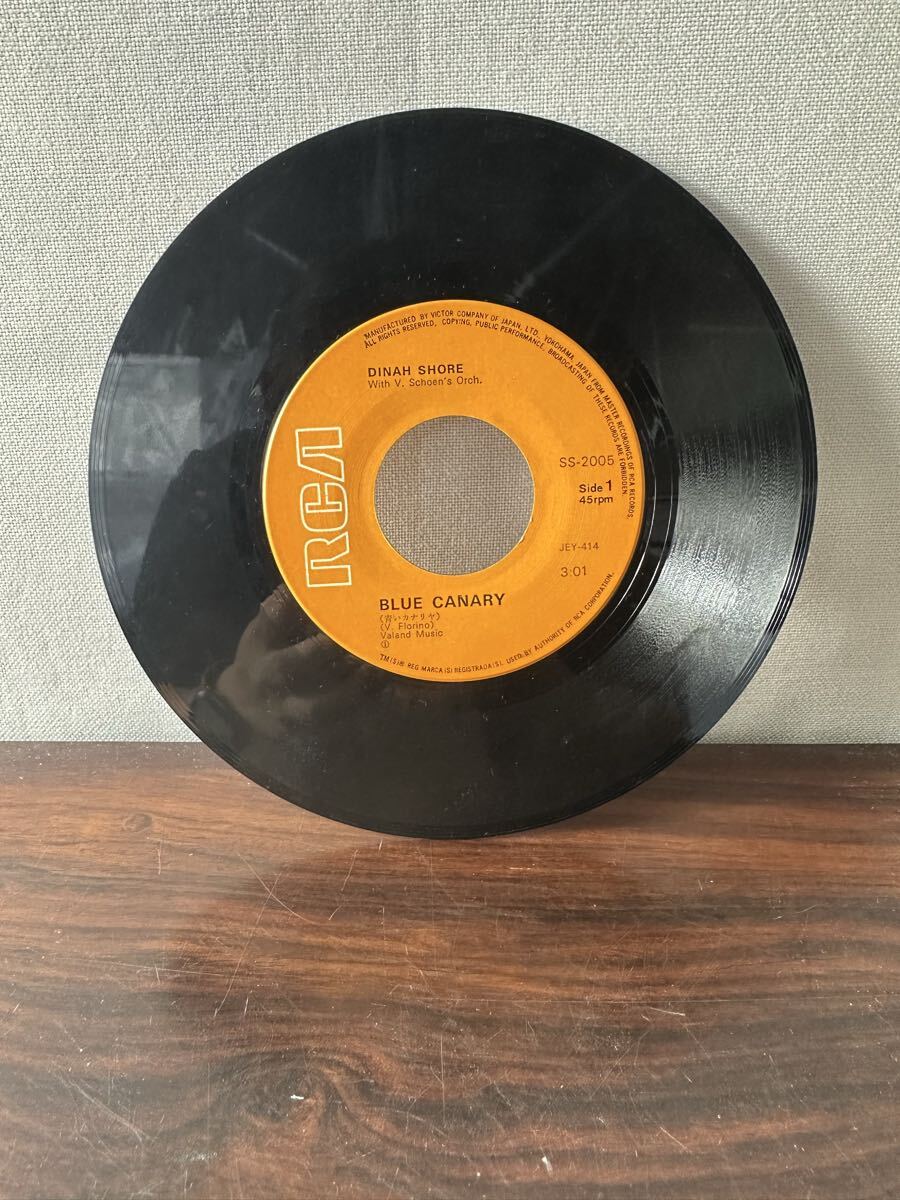 MANUFACTURED BY VICTOR COMPANY OF JAPAN, LTD. YOKOHAMA, JAPAN FROM MASTER RECORDINGS OF RCA RECORDS.
ALL RIGHTS RESERVED, COPYING, PUBLIC PERFORMANCE, BROADCASTING OF THESE RECORDS ARE FORBIDDEN.
DINAH SHORE
With V. Schoen's Orch.
RCA
SS-2005
Side 1
45rpm
JEY-414
3:01
BLUE CANARY
(青いカナリヤ)
(V. Florino)
Valand Music
①
TM(S)® REG MARCA(S) REGISTRADA(S). USED BY AUTHORITY OF RCA CORPORATION.